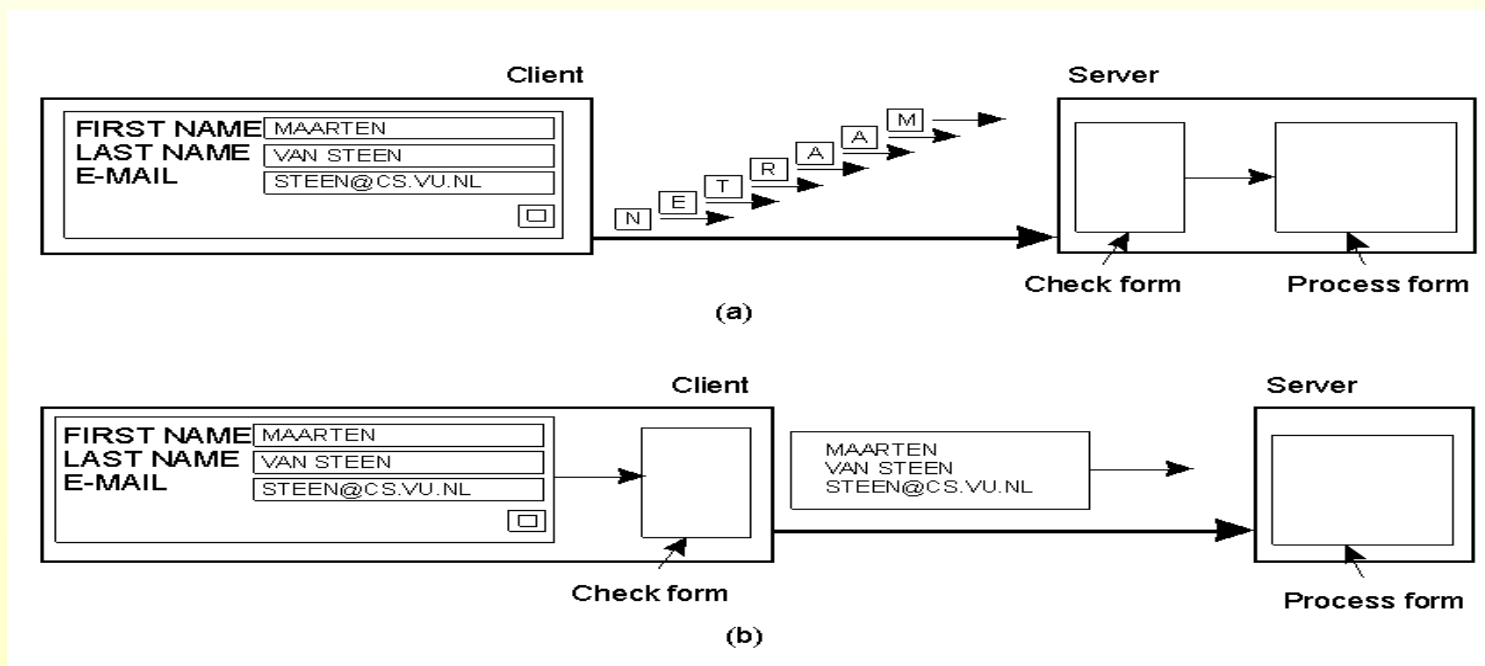 Client
Server
FIRST NAME MAARTEN
LAST NAME VAN STEEN
E-MAIL STEEN@CS.VU.NL
N E T R A A M
Check form
Process form
(a)
Client
Server
FIRST NAME MAARTEN
LAST NAME VAN STEEN
E-MAIL STEEN@CS.VU.NL
MAARTEN
VAN STEEN
STEEN@CS.VU.NL
Check form
Process form
(b)